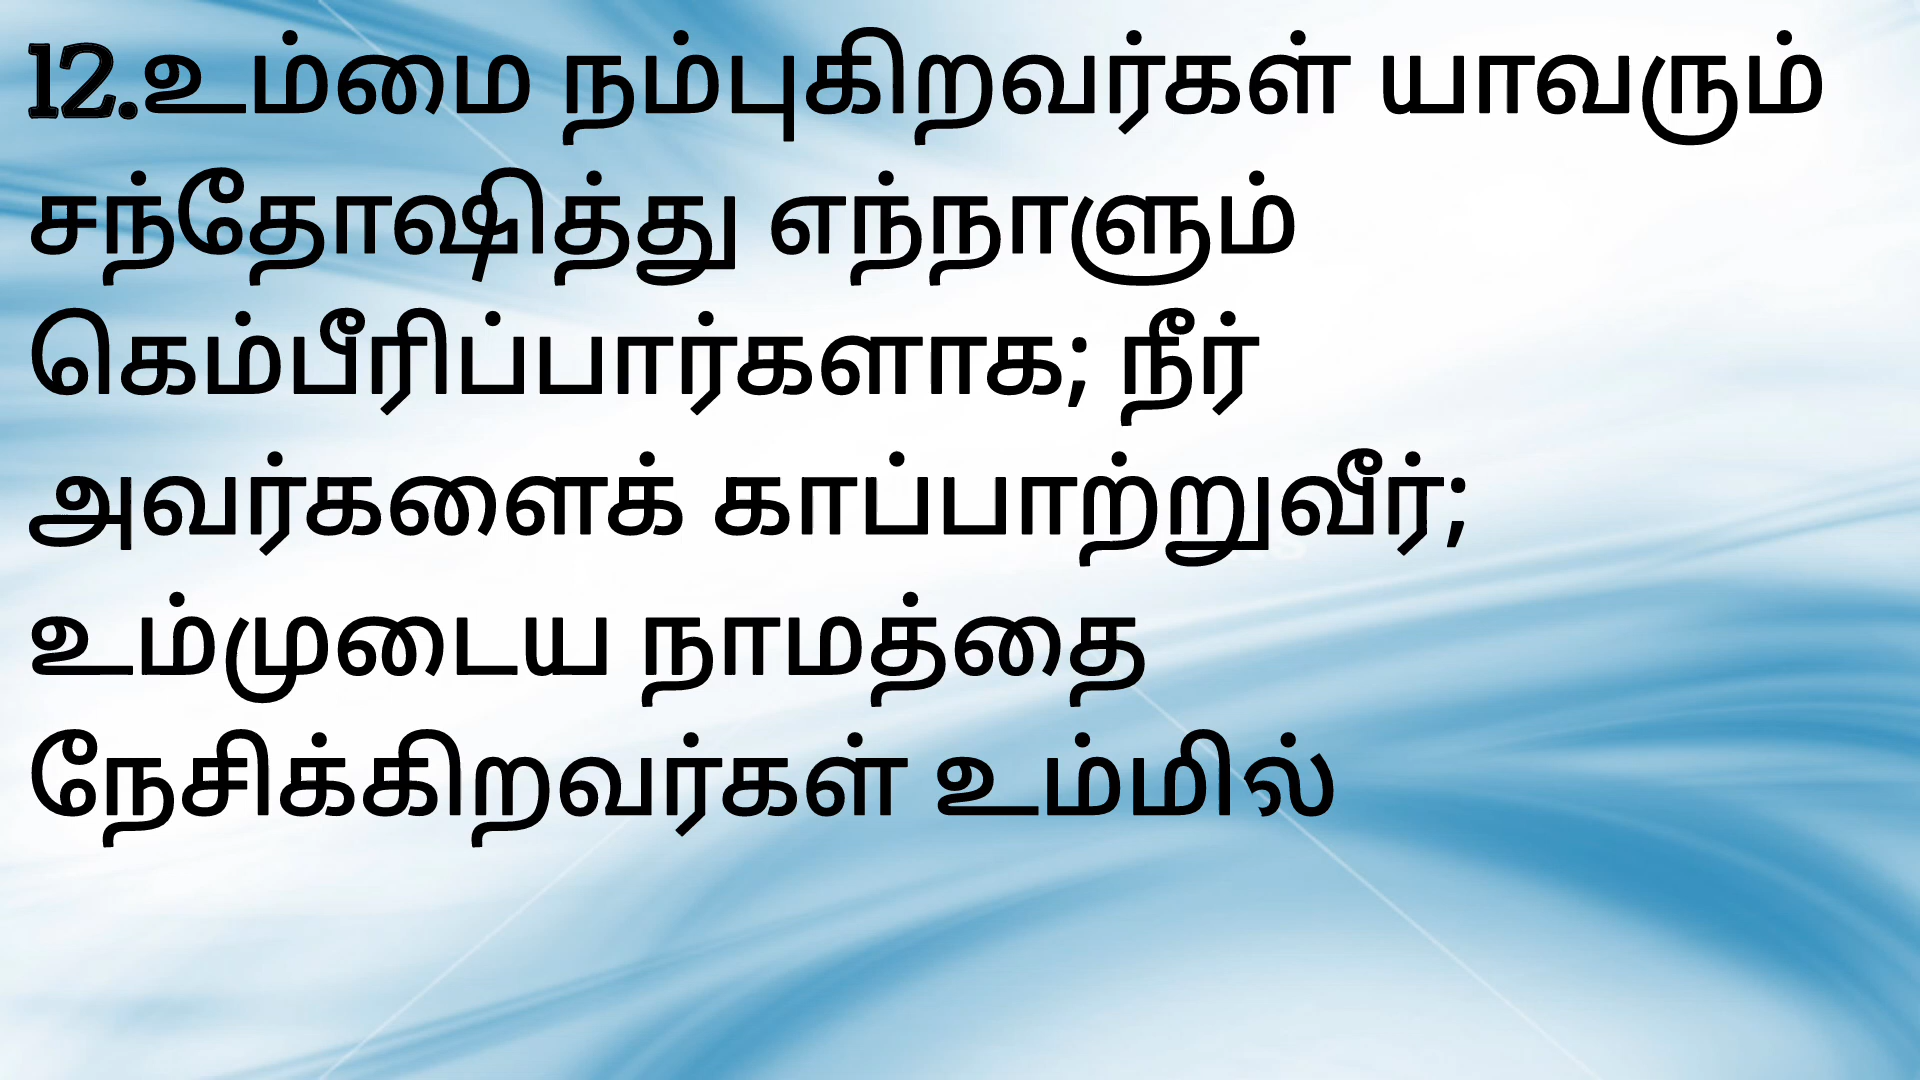 12.உம்மை நம்புகிறவர்கள் யாவரும்
சந்தோஷித்து எந்நாளும்
கெம்பீரிப்பார்களாக; நீர்
அவர்களைக் காப்பாற்றுவீர்;
உம்முடைய நாமத்தை
நேசிக்கிறவர்கள் உம்மில்